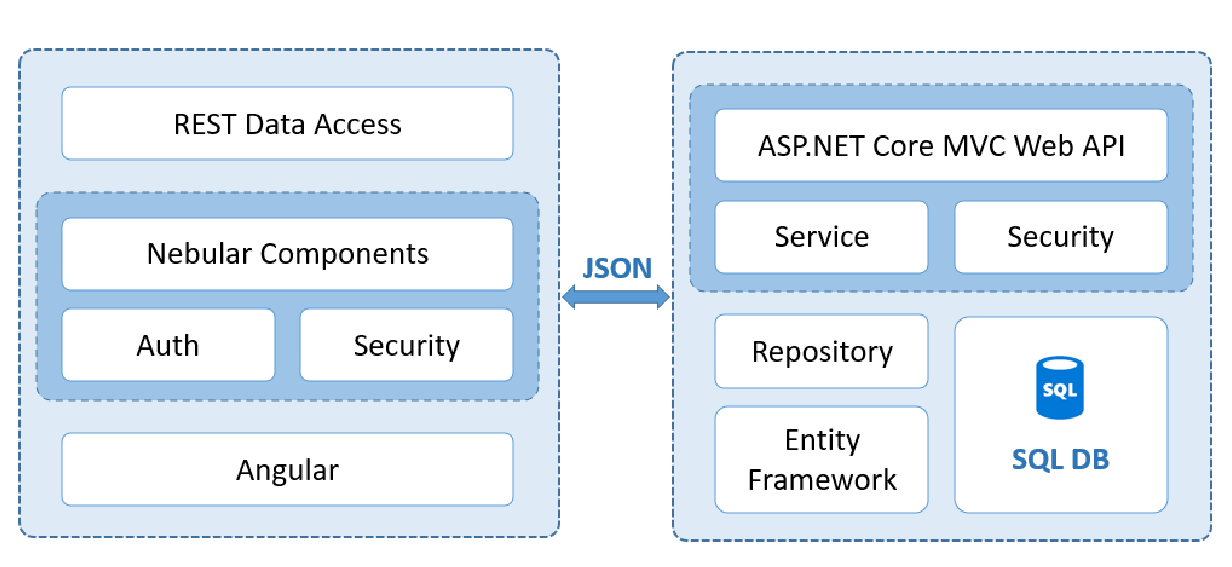 REST Data Access
Nebular Components
Auth
Security
Angular
JSON
ASP.NET Core MVC Web API
Service
Security
Repository
Entity
Framework
SQL
SQL DB